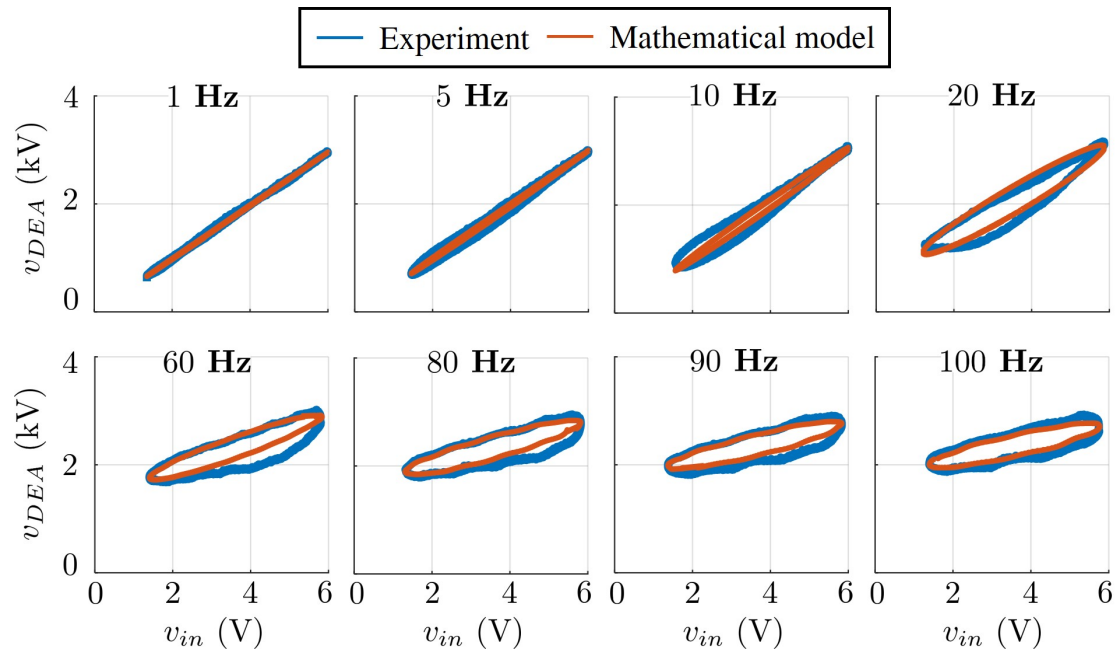 Experiment Mathematical model
1 Hz 5 Hz 10 Hz 20 Hz
4
2
0
v_DEA (kV)
60 Hz 80 Hz 90 Hz 100 Hz
4
2
0
v_DEA (kV)
0 2 4 6 0 2 4 6 0 2 4 6 0 2 4 6
v_in (V) v_in (V) v_in (V) v_in (V)